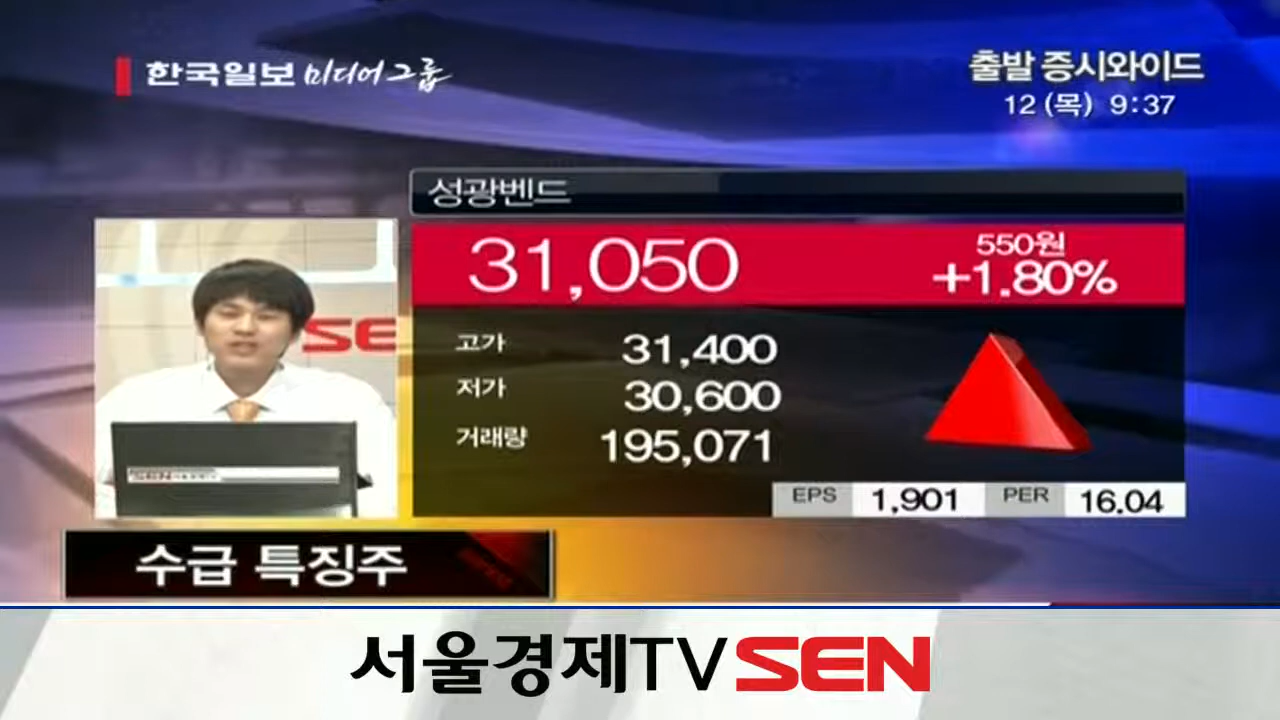 한국일보 미디어그룹
출발 증시와이드
12 (목) 9:37
성광벤드
31,050
550원
+1.80%
고가 31,400
저가 30,600
거래량 195,071
EPS 1,901 PER 16.04
SEN
수급 특징주
서울경제TV SEN